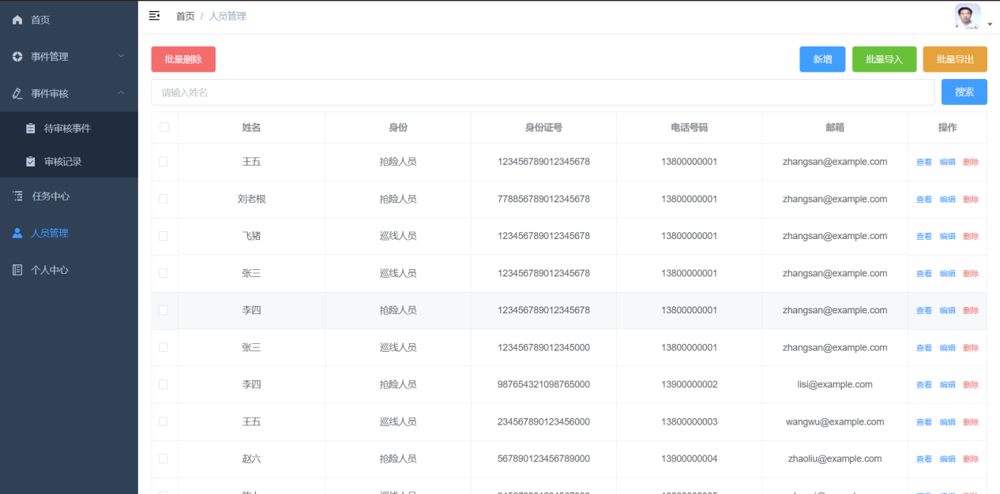 首页
事件管理
事件审核
待审核事件
审核记录
任务中心
人员管理
个人中心
首页 / 人员管理
批量删除 新增 批量导入 批量导出
请输入姓名 搜索
姓名 身份 身份证号 电话号码 邮箱 操作
王五 抢险人员 123456789012345678 13800000001 zhangsan@example.com 查看 编辑 删除
刘老根 抢险人员 778856789012345678 13800000001 zhangsan@example.com 查看 编辑 删除
飞猪 巡线人员 123456789012345678 13800000001 zhangsan@example.com 查看 编辑 删除
张三 巡线人员 123456789012345678 13800000001 zhangsan@example.com 查看 编辑 删除
李四 抢险人员 123456789012345678 13800000001 zhangsan@example.com 查看 编辑 删除
张三 巡线人员 123456789012345000 13800000001 zhangsan@example.com 查看 编辑 删除
李四 抢险人员 987654321098765000 13900000002 lisi@example.com 查看 编辑 删除
王五 巡线人员 234567890123456000 13800000003 wangwu@example.com 查看 编辑 删除
赵六 抢险人员 567890123456789000 13900000004 zhaoliu@example.com 查看 编辑 删除